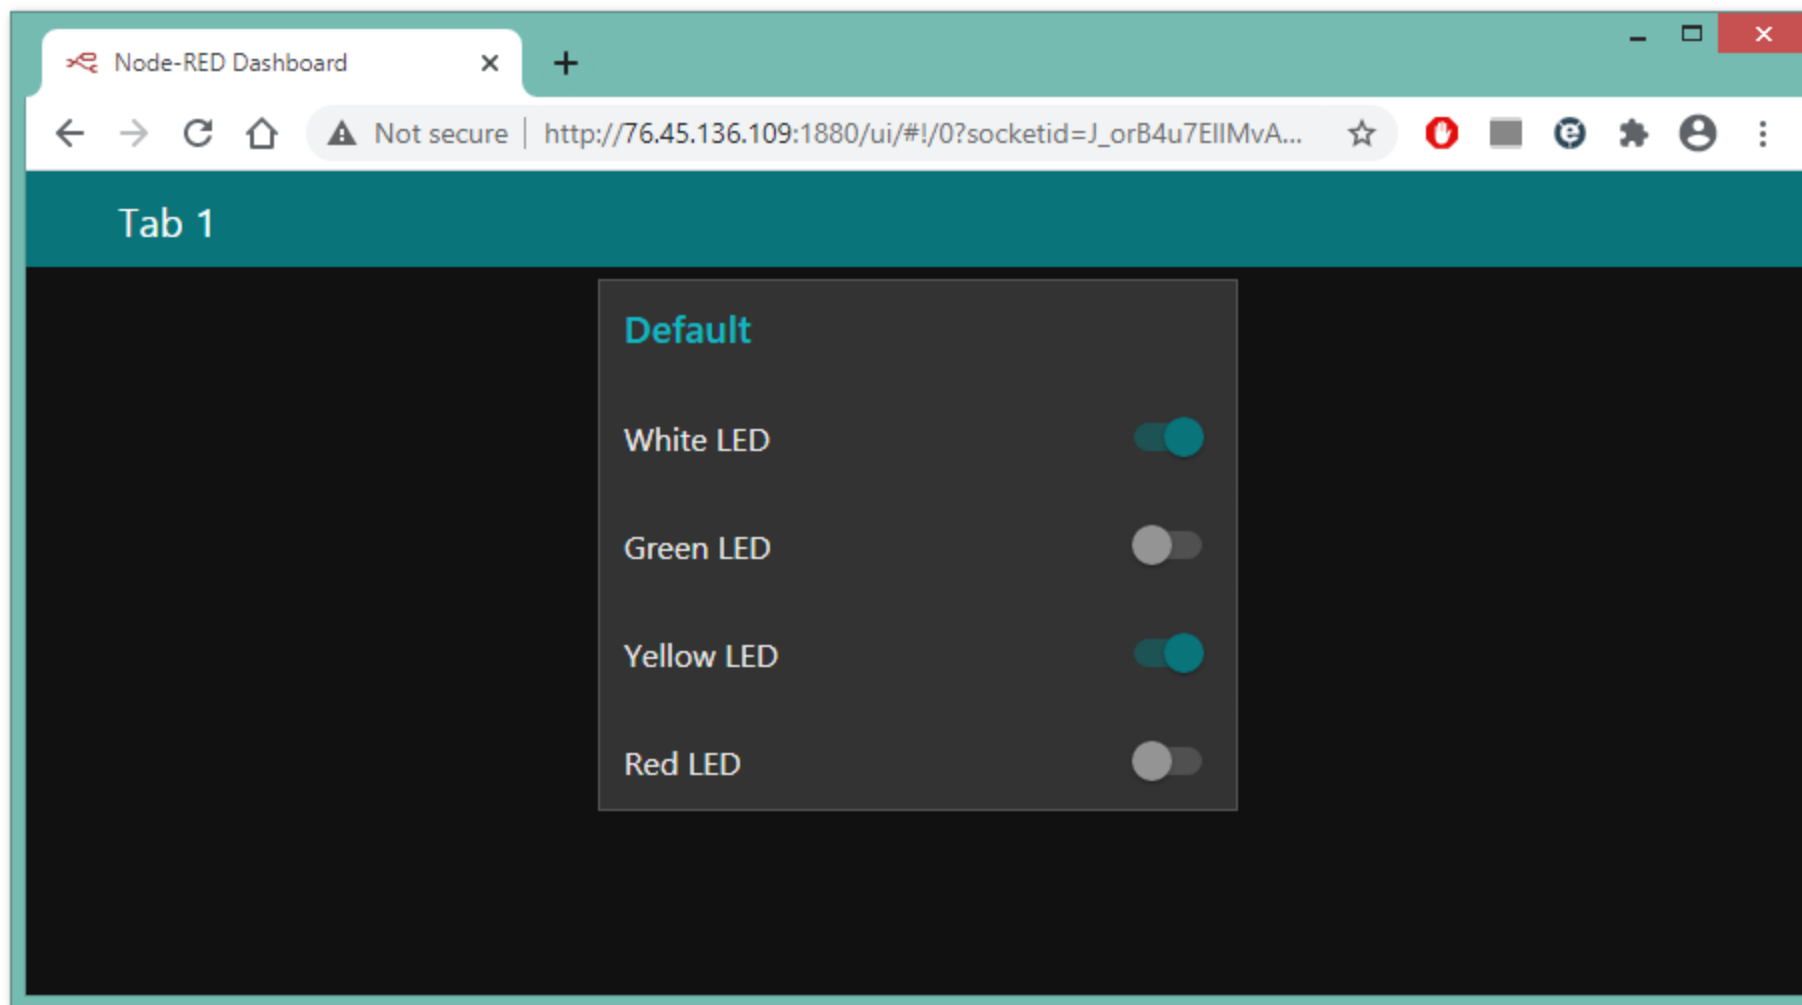 Node-RED Dashboard
Not secure http://76.45.136.109:1880/ui/#!/0?socketid=J_orB4u7EIIMvA...
Tab 1
Default
White LED
Green LED
Yellow LED
Red LED